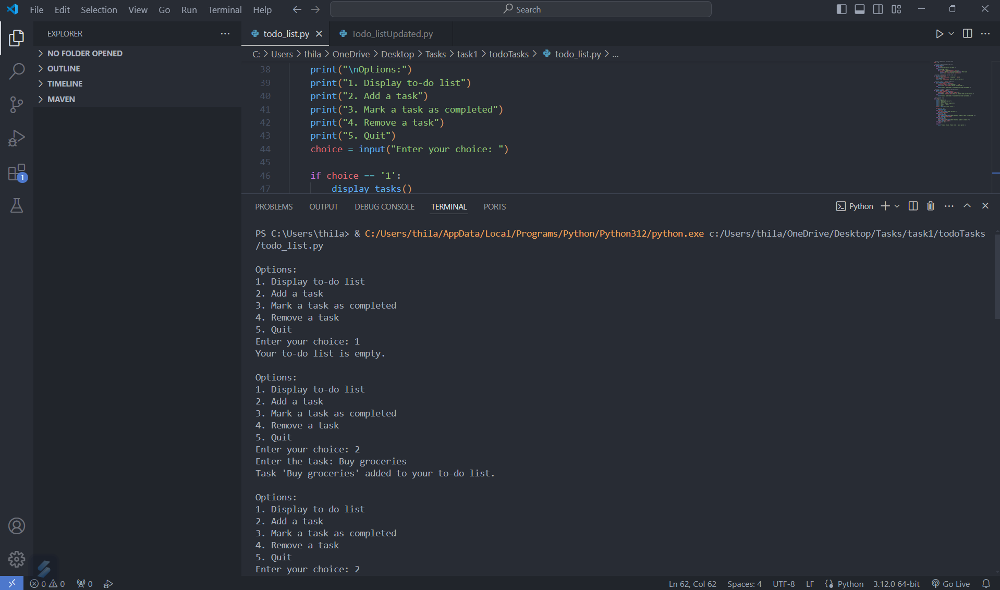 File Edit Selection View Go Run Terminal Help Search
EXPLORER
NO FOLDER OPENED
OUTLINE
TIMELINE
MAVEN
1
todo_list.py Todo_listUpdated.py
C: > Users > thila > OneDrive > Desktop > Tasks > task1 > todoTasks > todo_list.py > ...
38 print("\nOptions:")
39 print("1. Display to-do list")
40 print("2. Add a task")
41 print("3. Mark a task as completed")
42 print("4. Remove a task")
43 print("5. Quit")
44 choice = input("Enter your choice: ")
45
46 if choice == '1':
47 display_tasks()
PROBLEMS OUTPUT DEBUG CONSOLE TERMINAL PORTS Python
PS C:\Users\thila> & C:/Users/thila/AppData/Local/Programs/Python/Python312/python.exe c:/Users/thila/OneDrive/Desktop/Tasks/task1/todoTasks
/todo_list.py
Options:
1. Display to-do list
2. Add a task
3. Mark a task as completed
4. Remove a task
5. Quit
Enter your choice: 1
Your to-do list is empty.
Options:
1. Display to-do list
2. Add a task
3. Mark a task as completed
4. Remove a task
5. Quit
Enter your choice: 2
Enter the task: Buy groceries
Task 'Buy groceries' added to your to-do list.
Options:
1. Display to-do list
2. Add a task
3. Mark a task as completed
4. Remove a task
5. Quit
Enter your choice: 2
0 0 0 Ln 62, Col 62 Spaces: 4 UTF-8 LF Python 3.12.0 64-bit Go Live